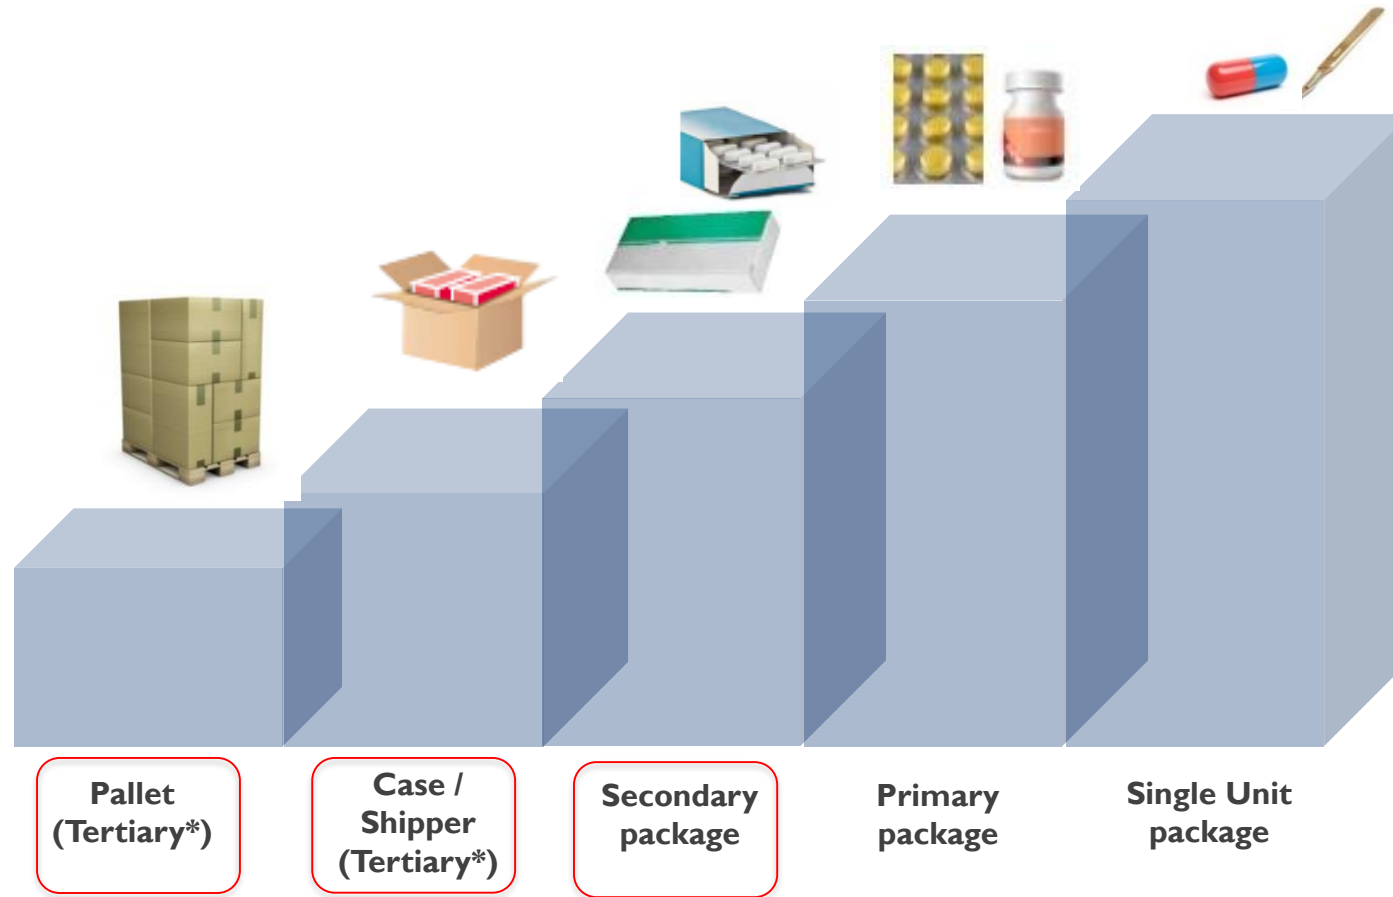 Pallet
(Tertiary*)
Case /
Shipper
(Tertiary*)
Secondary
package
Primary
package
Single Unit
package